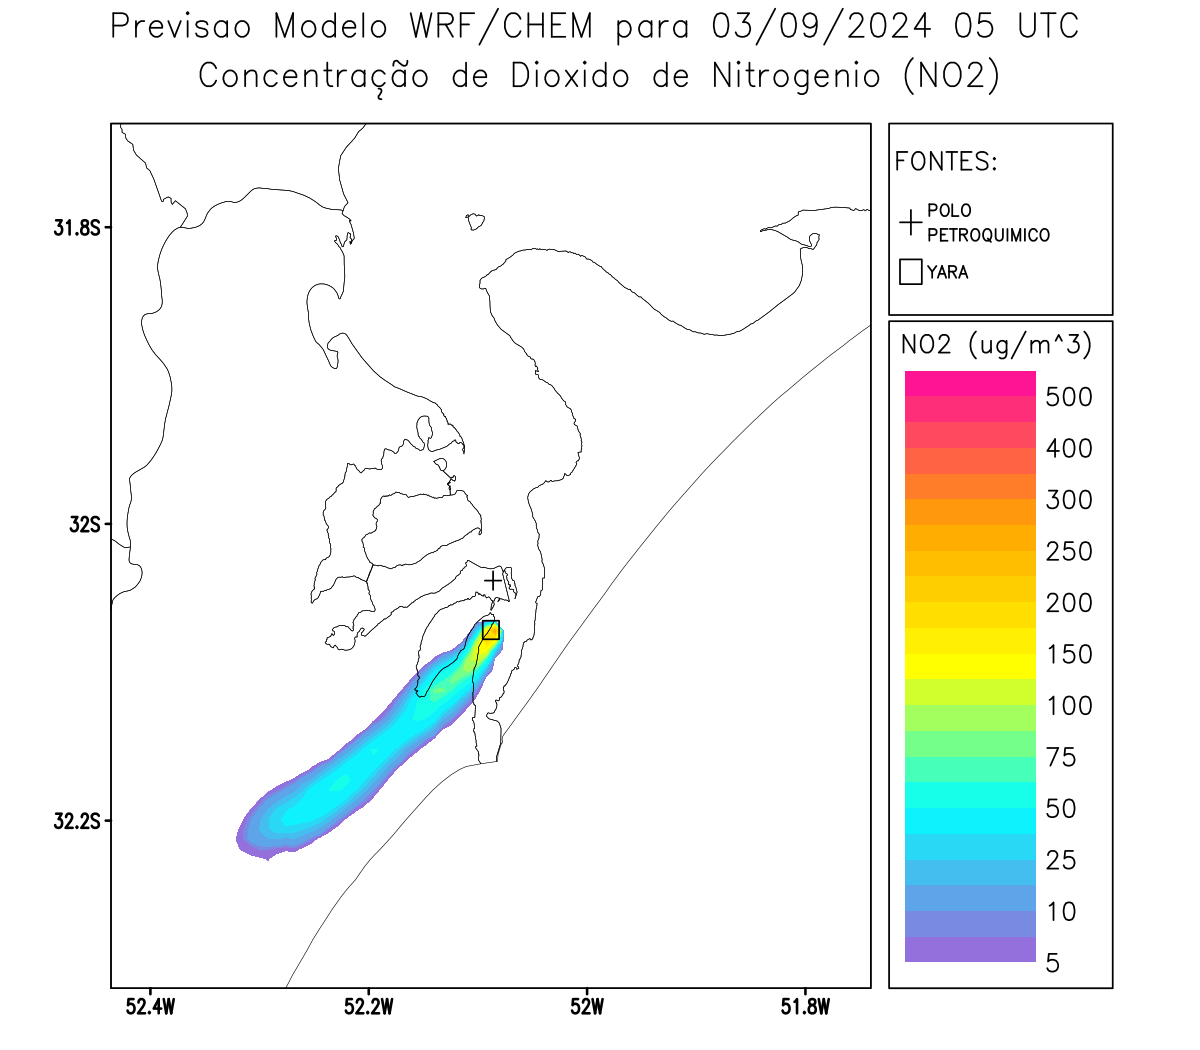 Previsao Modelo WRF/CHEM para 03/09/2024 05 UTC
Concentração de Dioxido de Nitrogenio (NO2)
FONTES:
POLO
PETROQUIMICO
YARA
NO2 (ug/m^3)
500
400
300
250
200
150
100
75
50
25
10
5
31.8S
32S
32.2S
52.4W
52.2W
52W
51.8W